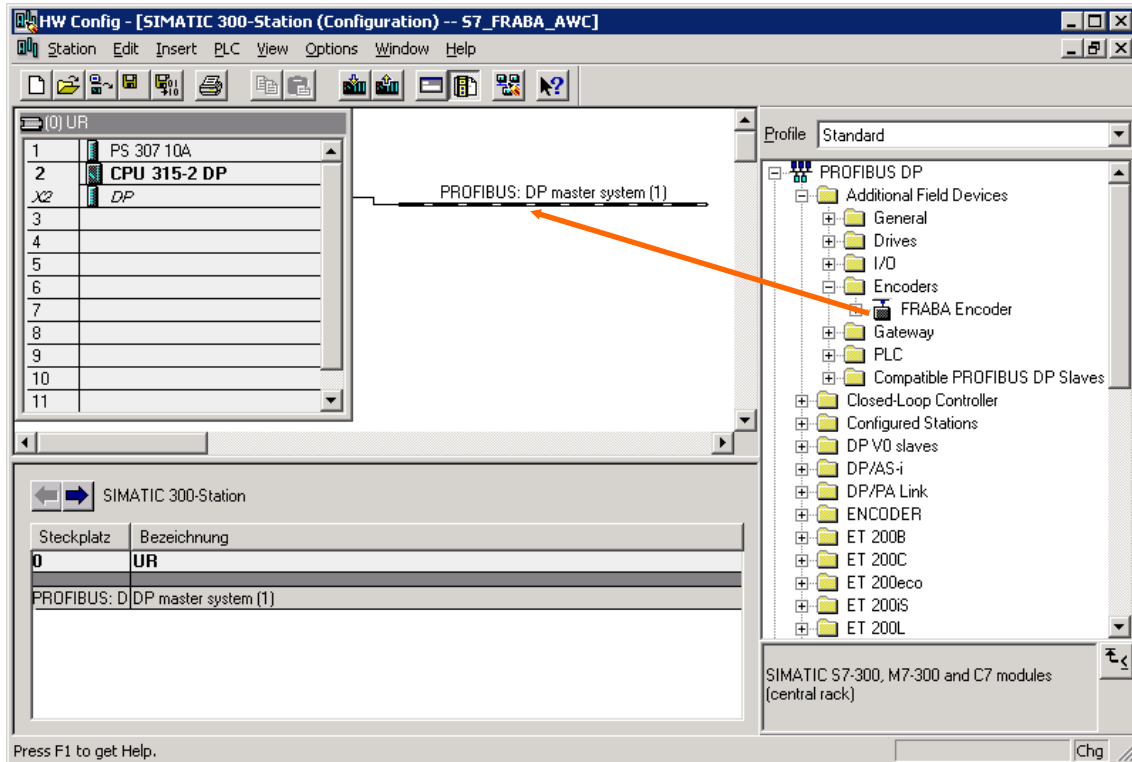 HW Config - [SIMATIC 300-Station (Configuration) -- S7_FRABA_AWC]
Station Edit Insert PLC View Options Window Help
(0) UR
1 PS 307 10A
2 CPU 315-2 DP
X2 DP
3
4
5
6
7
8
9
10
11
PROFIBUS: DP master system (1)
SIMATIC 300-Station
Steckplatz Bezeichnung
0 UR
PROFIBUS: D DP master system (1)
Profile Standard
PROFIBUS DP
Additional Field Devices
General
Drives
I/O
Encoders
FRABA Encoder
Gateway
PLC
Compatible PROFIBUS DP Slaves
Closed-Loop Controller
Configured Stations
DP V0 slaves
DP/AS-i
DP/PA Link
ENCODER
ET 200B
ET 200C
ET 200eco
ET 200iS
ET 200L
SIMATIC S7-300, M7-300 and C7 modules
(central rack)
Press F1 to get Help.
Chg